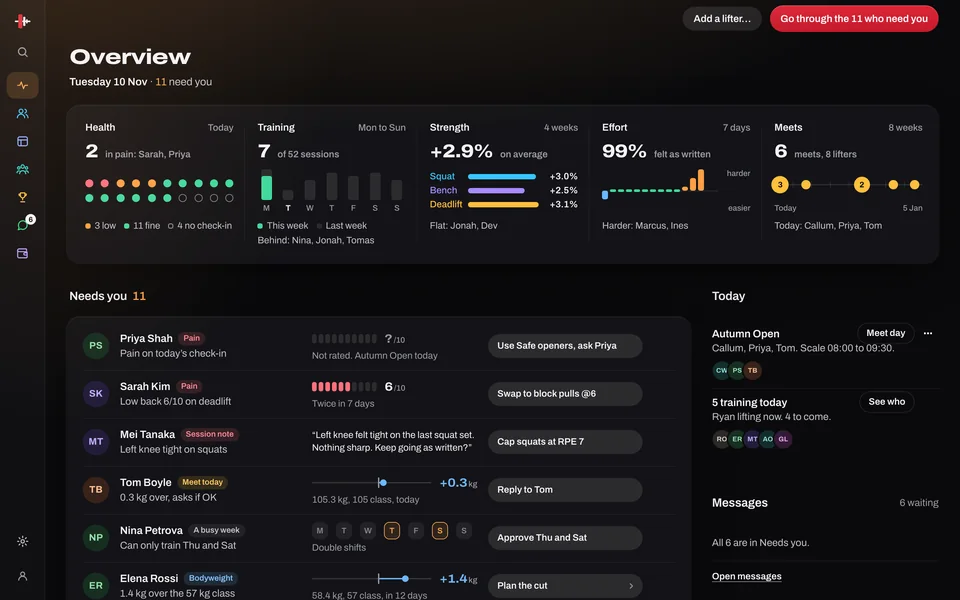 Add a lifter...
Go through the 11 who need you
Overview
Tuesday 10 Nov · 11 need you
Health
Today
2 in pain: Sarah, Priya
3 low
11 fine
4 no check-in
Training
Mon to Sun
7 of 52 sessions
M T W T F S S
This week
Last week
Behind: Nina, Jonah, Tomas
Strength
4 weeks
+2.9% on average
Squat +3.0%
Bench +2.5%
Deadlift +3.1%
Flat: Jonah, Dev
Effort
7 days
99% felt as written
harder
easier
Harder: Marcus, Ines
Meets
8 weeks
6 meets, 8 lifters
3
2
Today
5 Jan
Today: Callum, Priya, Tom
6
Needs you 11
PS
Priya Shah Pain
Pain on today's check-in
? /10
Not rated. Autumn Open today
Use Safe openers, ask Priya
SK
Sarah Kim Pain
Low back 6/10 on deadlift
6 /10
Twice in 7 days
Swap to block pulls @6
MT
Mei Tanaka Session note
Left knee tight on squats
“Left knee felt tight on the last squat set.
Nothing sharp. Keep going as written?”
Cap squats at RPE 7
TB
Tom Boyle Meet today
0.3 kg over, asks if OK
+0.3 kg
105.3 kg, 105 class, today
Reply to Tom
NP
Nina Petrova A busy week
Can only train Thu and Sat
M T W T F S S
Double shifts
Approve Thu and Sat
ER
Elena Rossi Bodyweight
1.4 kg over the 57 kg class
+1.4 kg
58.4 kg, 57 class, in 12 days
Plan the cut
Today
Autumn Open
Meet day
Callum, Priya, Tom. Scale 08:00 to 09:30.
CW PS TB
5 training today
See who
Ryan lifting now. 4 to come.
RO ER MT AO GL
Messages
6 waiting
All 6 are in Needs you.
Open messages